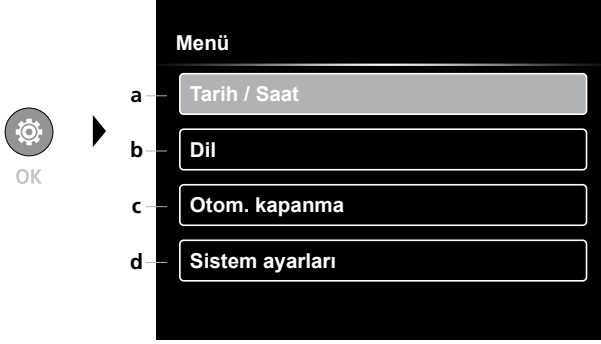 Menü
a Tarih / Saat
b Dil
OK
c Otom. kapanma
d Sistem ayarları